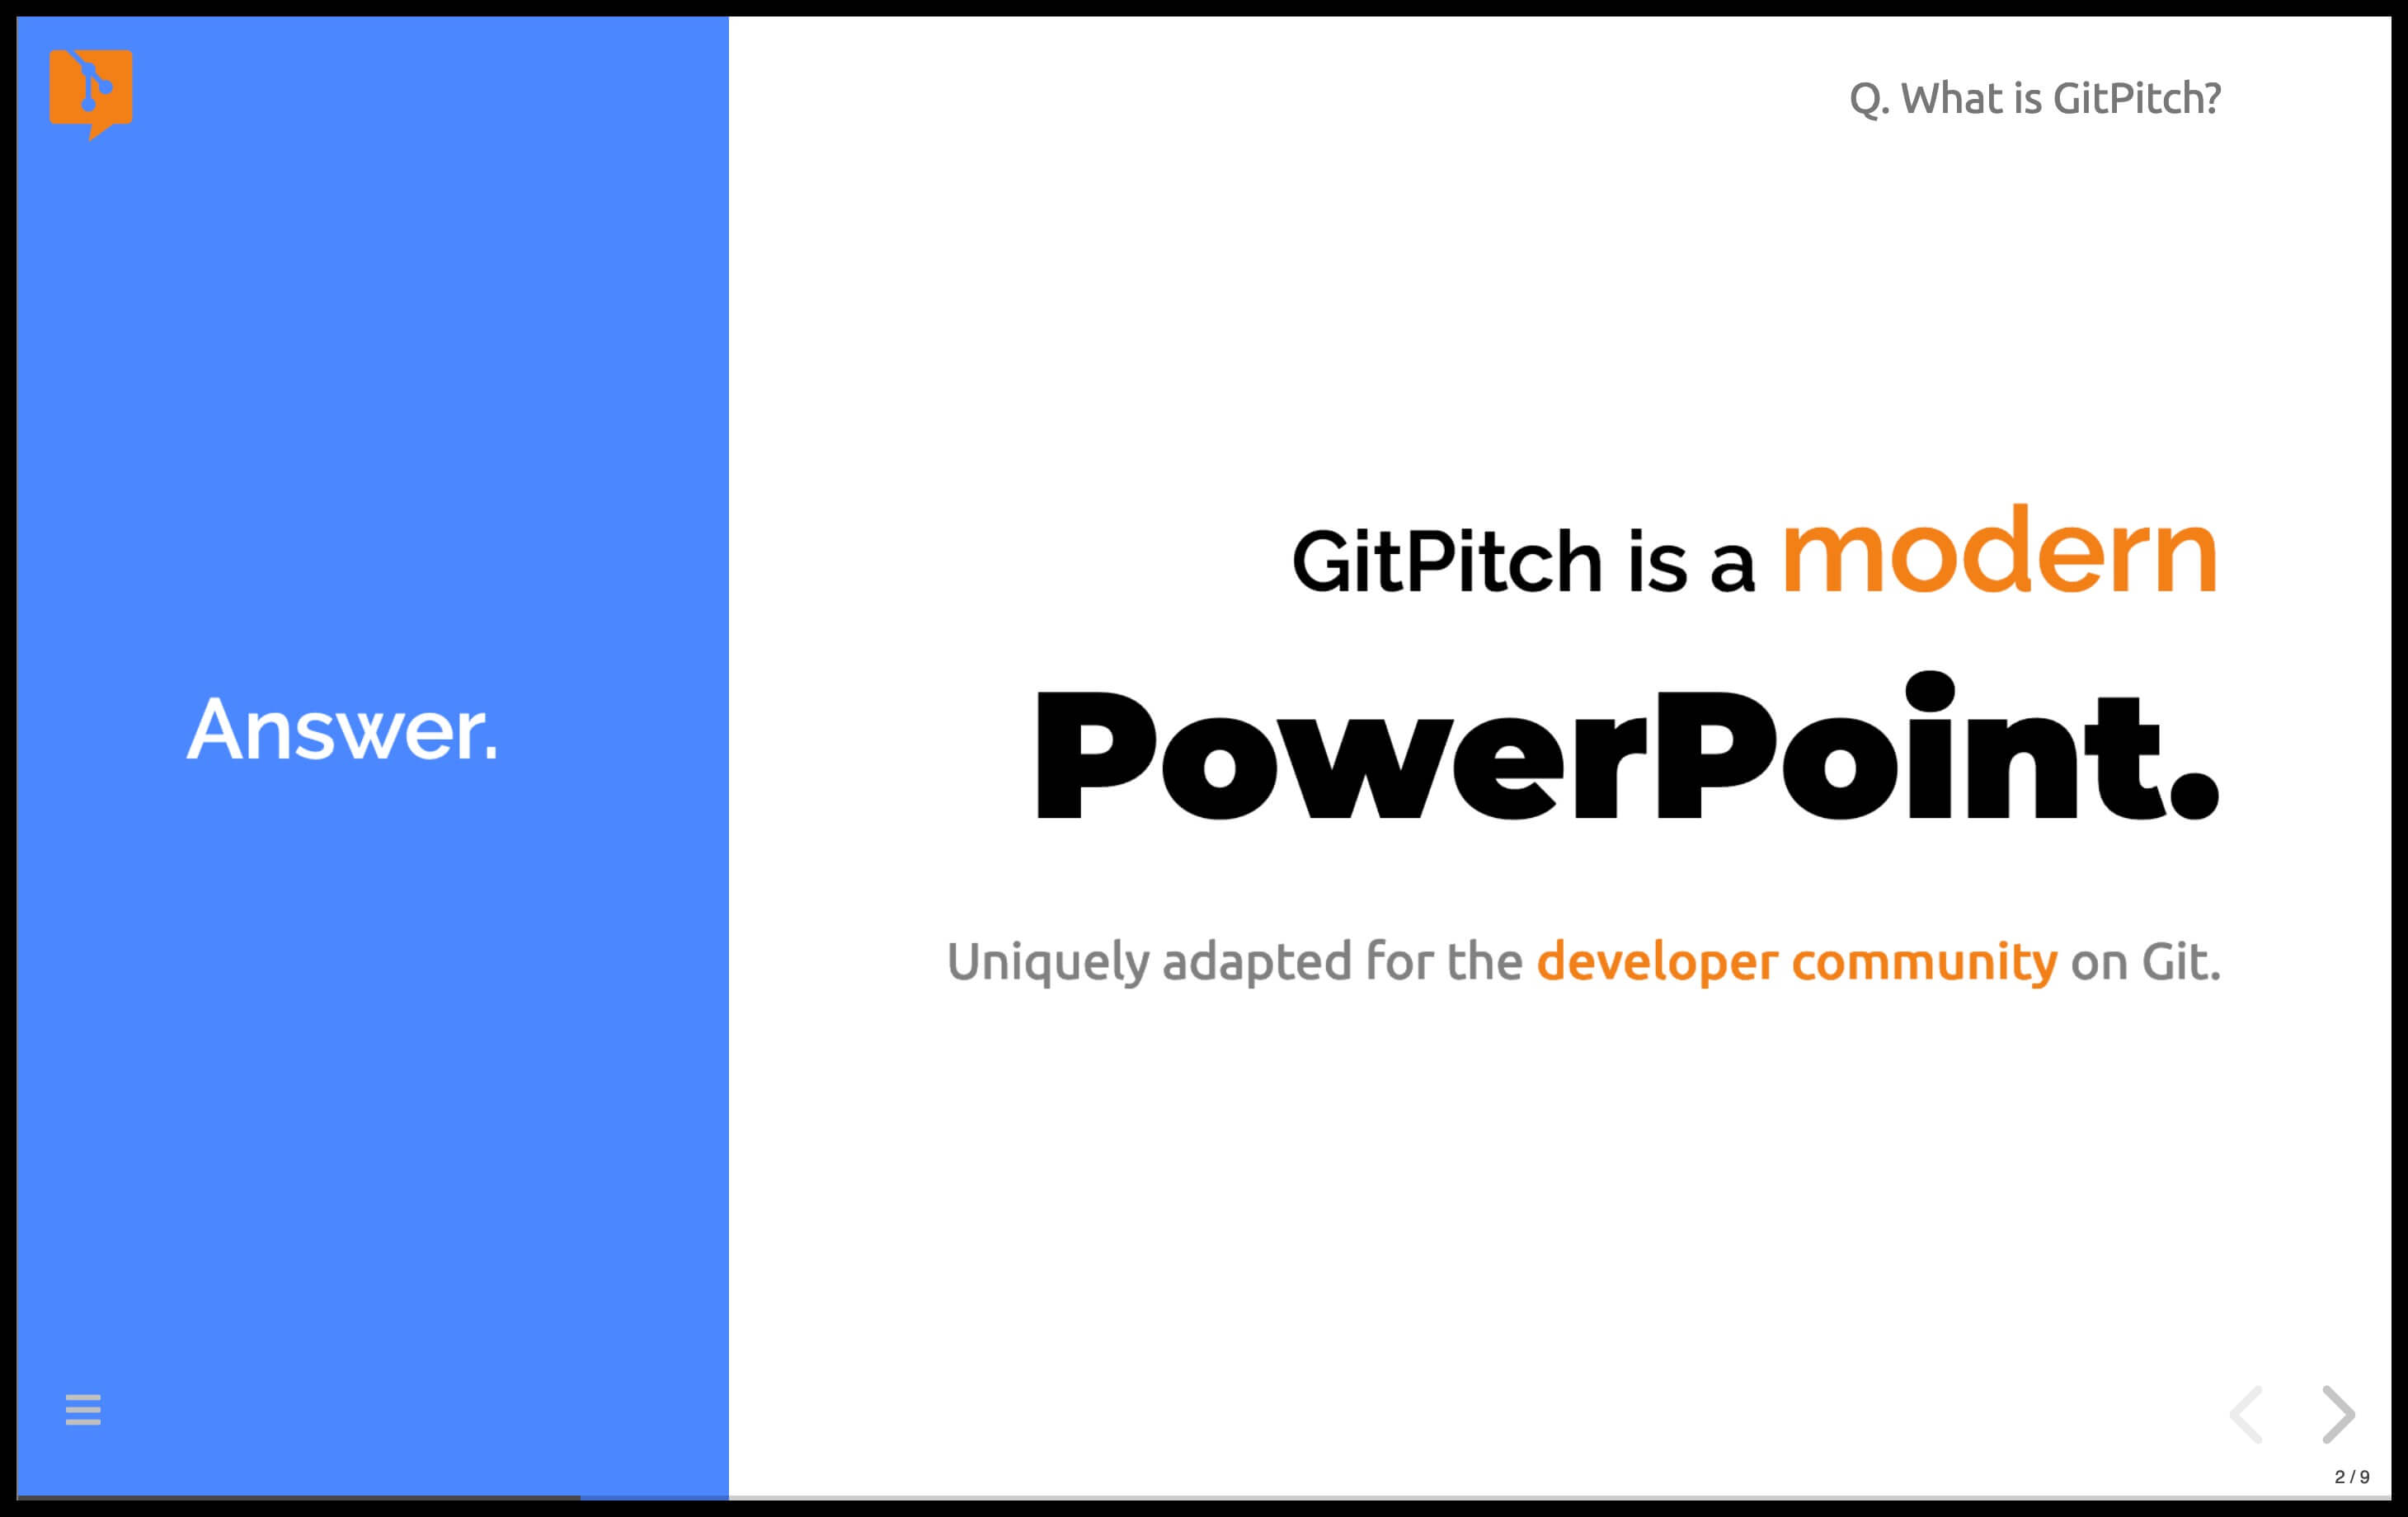 Q. What is GitPitch?
Answer.
GitPitch is a modern
PowerPoint.
Uniquely adapted for the developer community on Git.
2 / 9